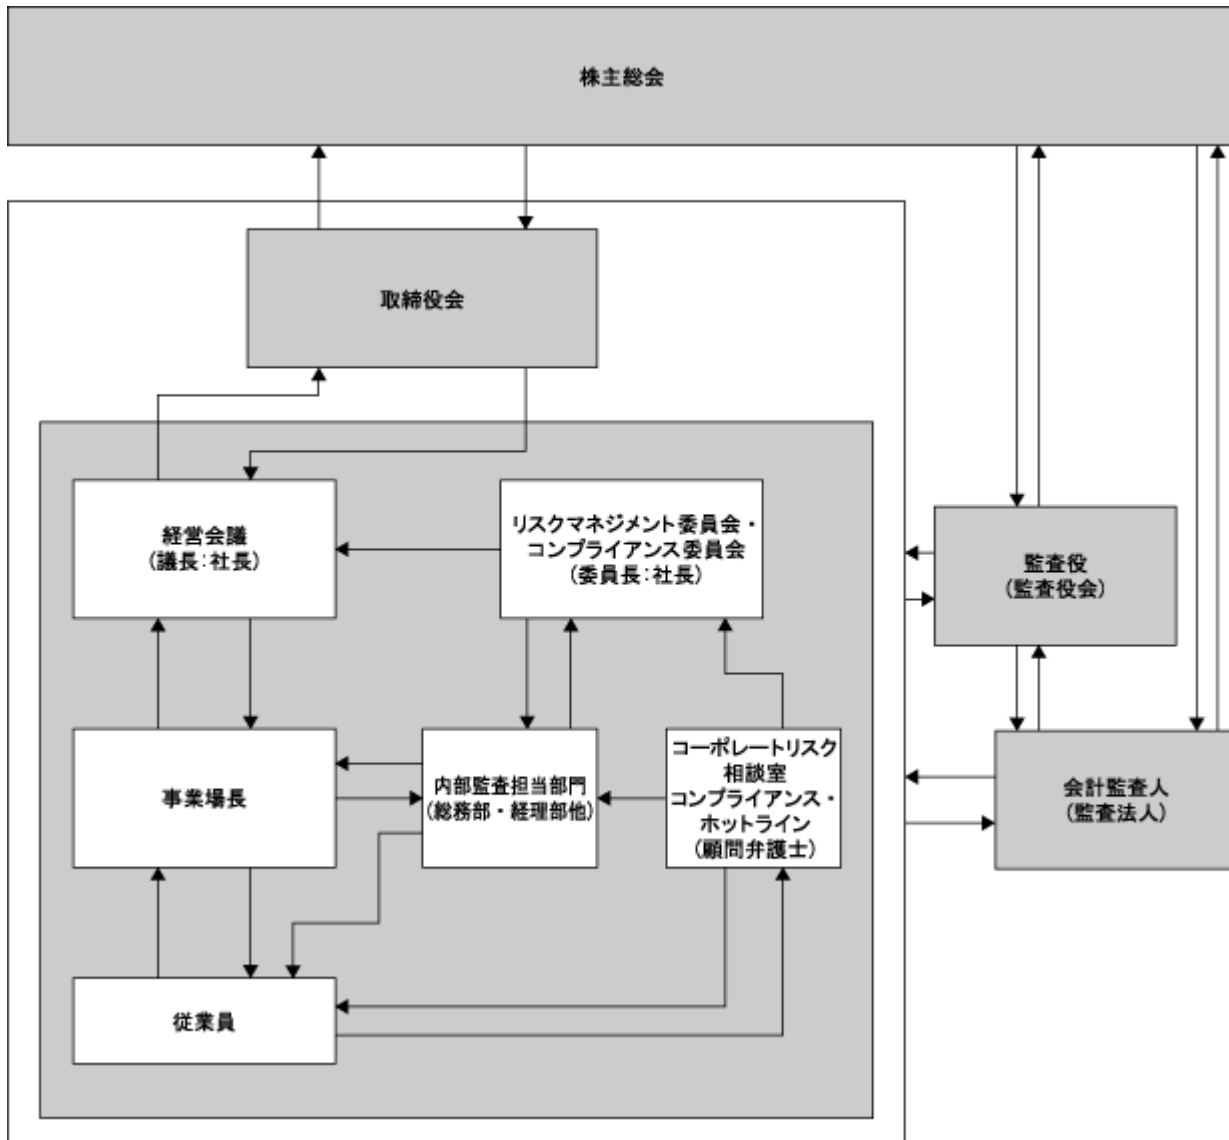 株主総会
取締役会
経営会議
(議長:社長)
リスクマネジメント委員会・
コンプライアンス委員会
(委員長:社長)
監査役
(監査役会)
事業場長
内部監査担当部門
(総務部・経理部他)
コーポレートリスク
相談室
コンプライアンス・
ホットライン
(顧問弁護士)
会計監査人
(監査法人)
従業員